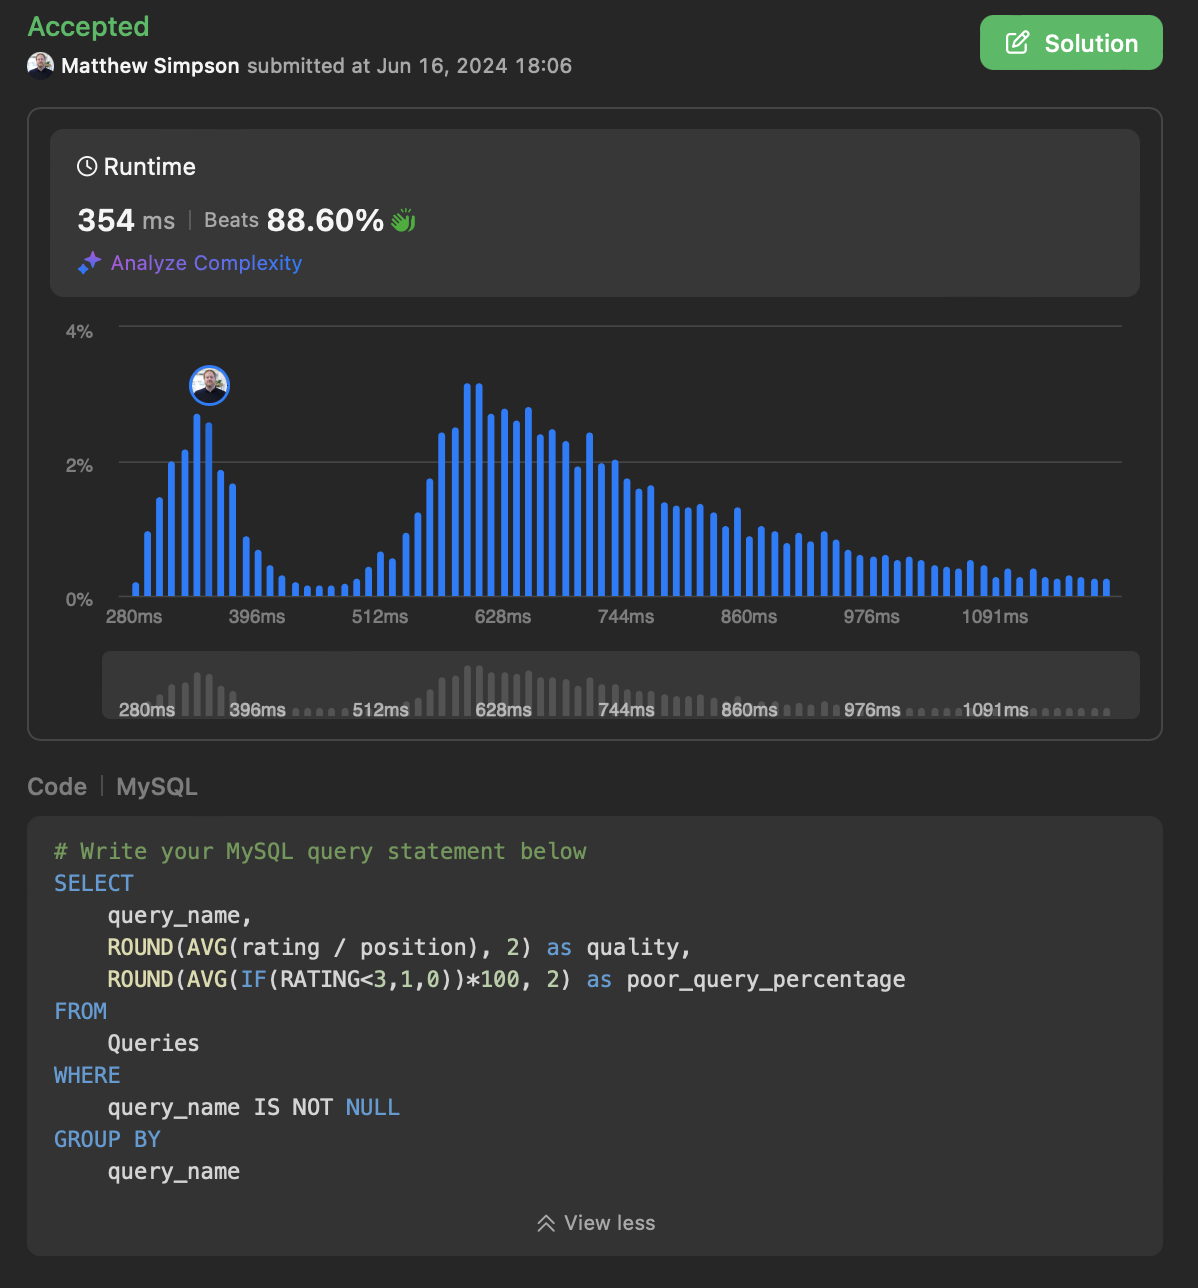 Accepted
Solution
Matthew Simpson submitted at Jun 16, 2024 18:06
Runtime
354 ms | Beats 88.60%
Analyze Complexity
4%
2%
0%
280ms 396ms 512ms 628ms 744ms 860ms 976ms 1091ms
280ms 396ms 512ms 628ms 744ms 860ms 976ms 1091ms
Code | MySQL
# Write your MySQL query statement below
SELECT
    query_name,
    ROUND(AVG(rating / position), 2) as quality,
    ROUND(AVG(IF(RATING<3,1,0))*100, 2) as poor_query_percentage
FROM
    Queries
WHERE
    query_name IS NOT NULL
GROUP BY
    query_name
View less